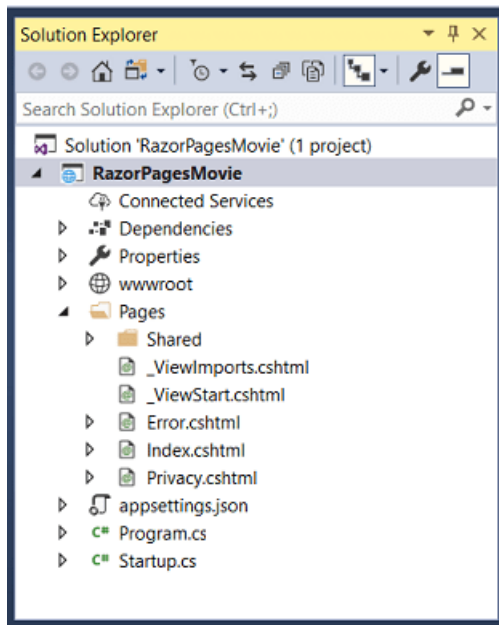 Solution Explorer
Search Solution Explorer (Ctrl+;)
Solution 'RazorPagesMovie' (1 project)
RazorPagesMovie
Connected Services
Dependencies
Properties
wwwroot
Pages
Shared
_ViewImports.cshtml
_ViewStart.cshtml
Error.cshtml
Index.cshtml
Privacy.cshtml
appsettings.json
C# Program.cs
C# Startup.cs